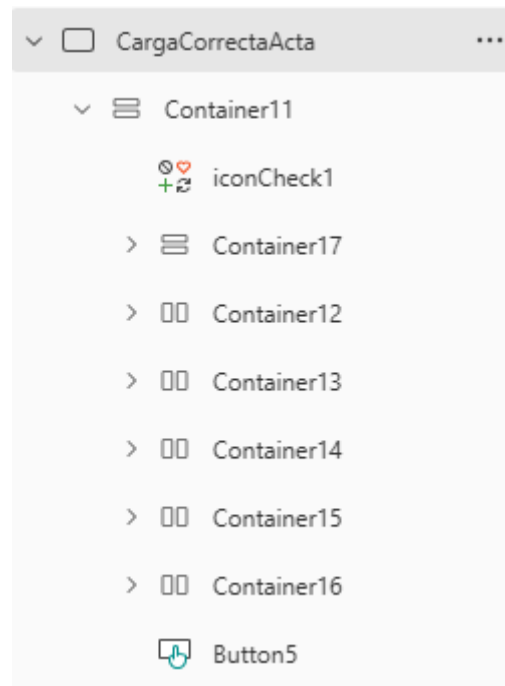 CargaCorrectaActa
Container11
iconCheck1
Container17
Container12
Container13
Container14
Container15
Container16
Button5